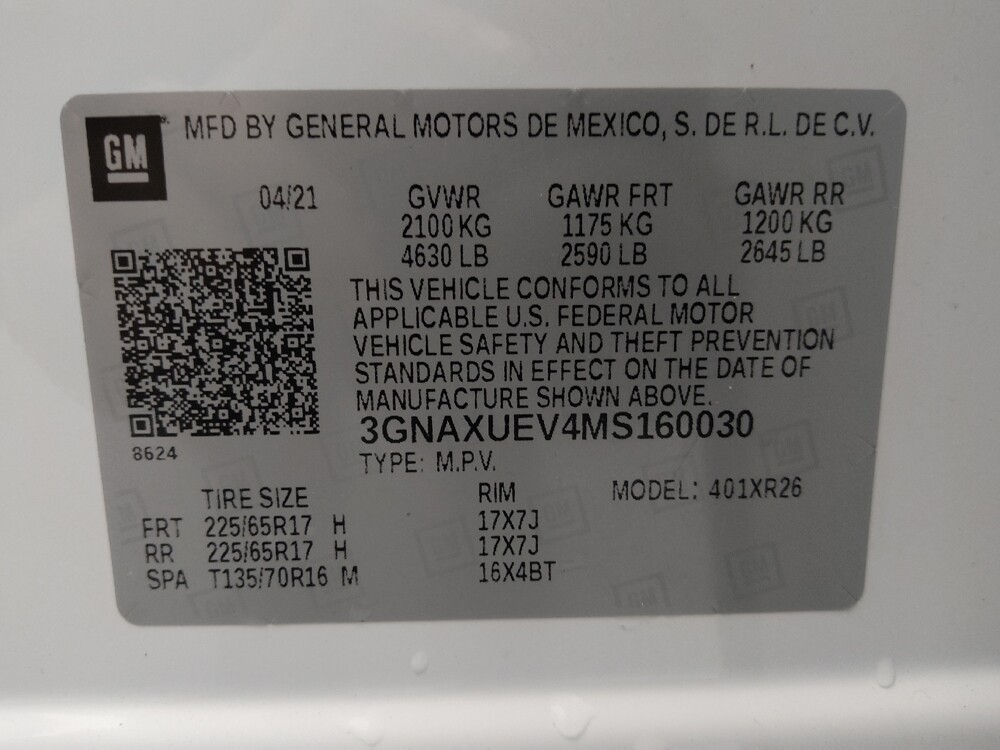 GM MFD BY GENERAL MOTORS DE MEXICO, S. DE R.L. DE C.V.
04/21 GVWR GAWR FRT GAWR RR
2100 KG 1175 KG 1200 KG
4630 LB 2590 LB 2645 LB
THIS VEHICLE CONFORMS TO ALL
APPLICABLE U.S. FEDERAL MOTOR
VEHICLE SAFETY AND THEFT PREVENTION
STANDARDS IN EFFECT ON THE DATE OF
MANUFACTURE SHOWN ABOVE.
3GNAXUEV4MS160030
8624
TYPE: M.P.V.
TIRE SIZE RIM MODEL: 401XR26
FRT 225/65R17 H 17X7J
RR 225/65R17 H 17X7J
SPA T135/70R16 M 16X4BT